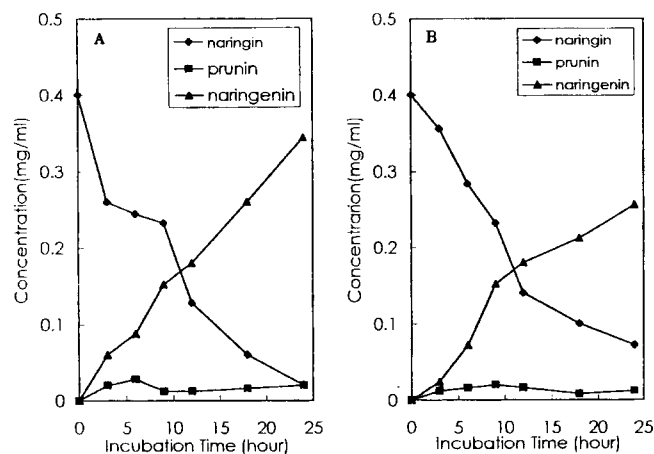 A
naringin
prunin
naringenin
Concentration(mg/ml)
0.5
0.4
0.3
0.2
0.1
0
0 5 10 15 20 25
Incubation Time (hour)
B
naringin
prunin
naringenin
Concentrarion(mg/ml)
0.5
0.4
0.3
0.2
0.1
0
0 5 10 15 20 25
Incubation Time (hour)